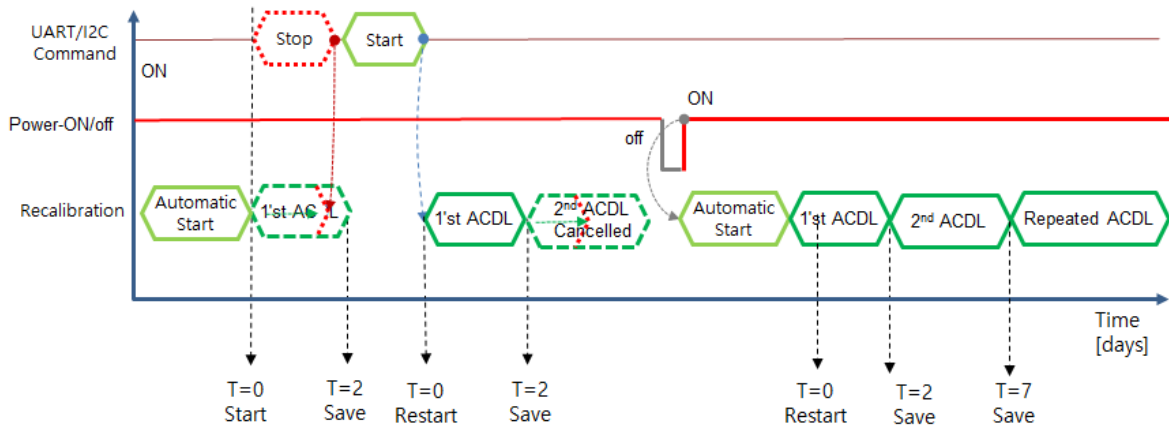 UART/I2C
Command
Stop
Start
ON
Power-ON/off
ON
off
Recalibration
Automatic
Start
1'st AC L
1'st ACDL
2nd ACDL
Cancelled
Automatic
Start
1'st ACDL
2nd ACDL
Repeated ACDL
Time
[days]
T=0
Start
T=2
Save
T=0
Restart
T=2
Save
T=0
Restart
T=2
Save
T=7
Save